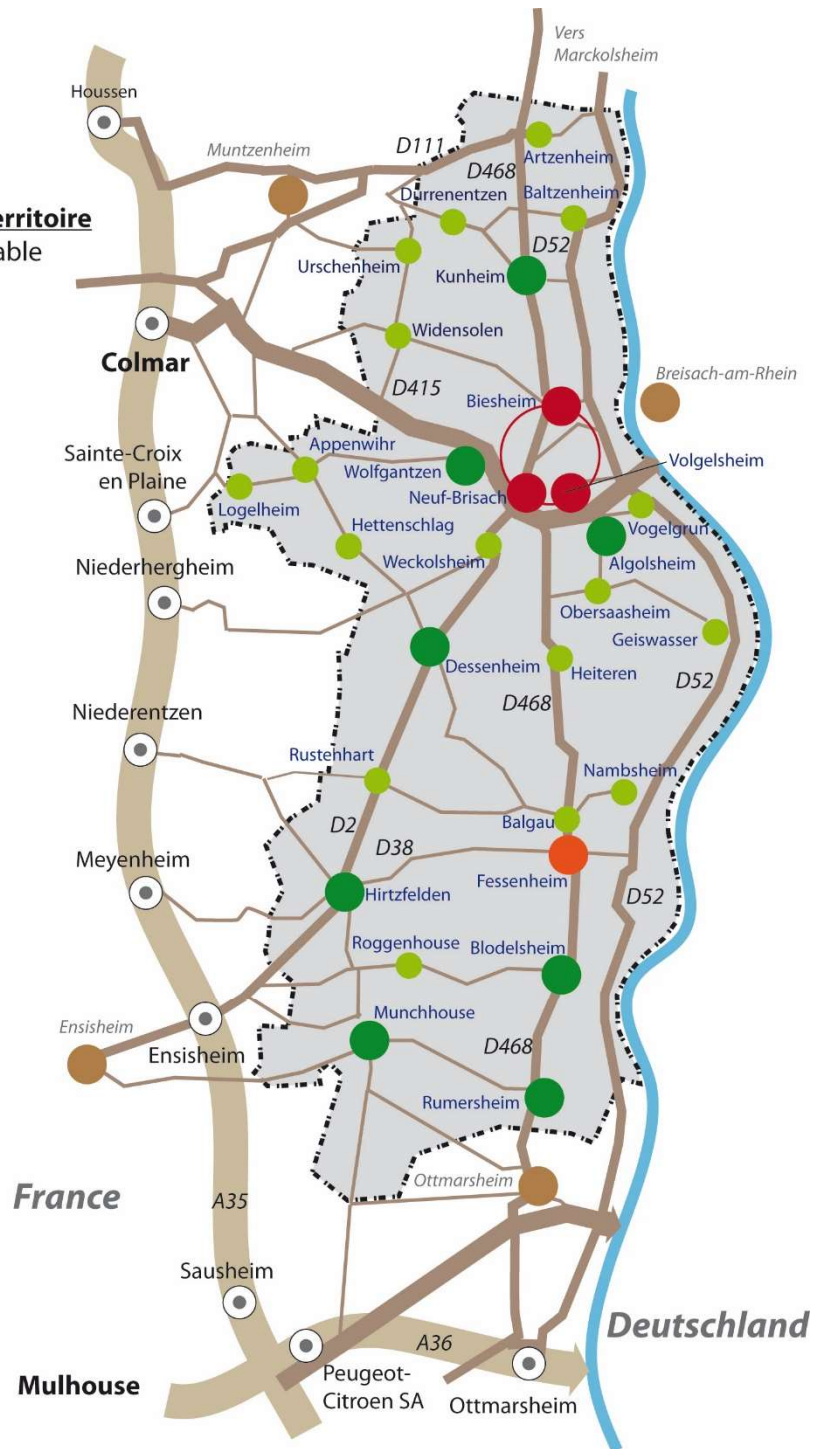 Vers
Marckolsheim
Houssen
Muntzenheim
D111
D468
Artzenheim
Durrenentzen
Baltzenheim
erritoire
able
Urschenheim
D52
Kunheim
Widensolen
Colmar
Breisach-am-Rhein
D415
Biesheim
Sainte-Croix
en Plaine
Appenwihr
Wolfgantzen
Volgelsheim
Logelheim
Neuf-Brisach
Hettenschlag
Vogelgrun
Weckolsheim
Algolsheim
Niederhergheim
Obersaasheim
Geiswasser
Dessenheim
Heiteren
D52
D468
Niederentzen
Rustenhart
Nambsheim
D2
Balgau
D38
Meyenheim
Fessenheim
Hirtzfelden
D52
Roggenhouse
Blodelsheim
Munchhouse
Ensisheim
Ensisheim
D468
Rumersheim
Ottmarsheim
France
A35
Sausheim
Deutschland
A36
Mulhouse
Peugeot-
Citroen SA
Ottmarsheim